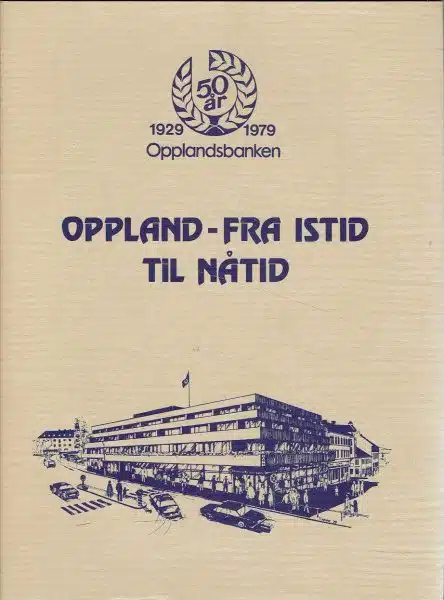 50
år
1929 1979
Opplandsbanken
OPPLAND - FRA ISTID
TIL NÅTID